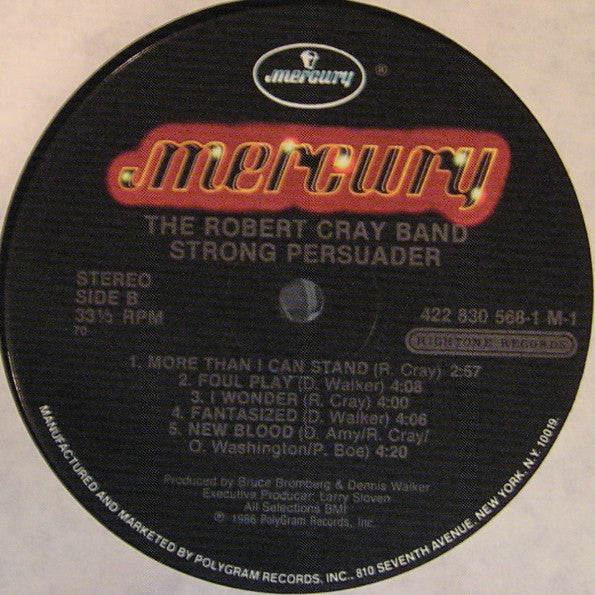 mercury ®
mercury
THE ROBERT CRAY BAND
STRONG PERSUADER
STEREO
SIDE B
33⅓ RPM
70
422 830 568-1 M-1
HIGHTONE RECORDS
1. MORE THAN I CAN STAND (R. Cray) 2:57
2. FOUL PLAY (D. Walker) 4:08
3. I WONDER (R. Cray) 4:00
4. FANTASIZED (D. Walker) 4:06
5. NEW BLOOD (D. Amy/R. Cray/
O. Washington/P. Boe) 4:20
Produced by Bruce Bromberg & Dennis Walker
Executive Producer: Larry Sloven
All Selections BMI
℗ 1986 PolyGram Records, Inc.
MANUFACTURED AND MARKETED BY POLYGRAM RECORDS, INC., 810 SEVENTH AVENUE, NEW YORK, N.Y. 10019